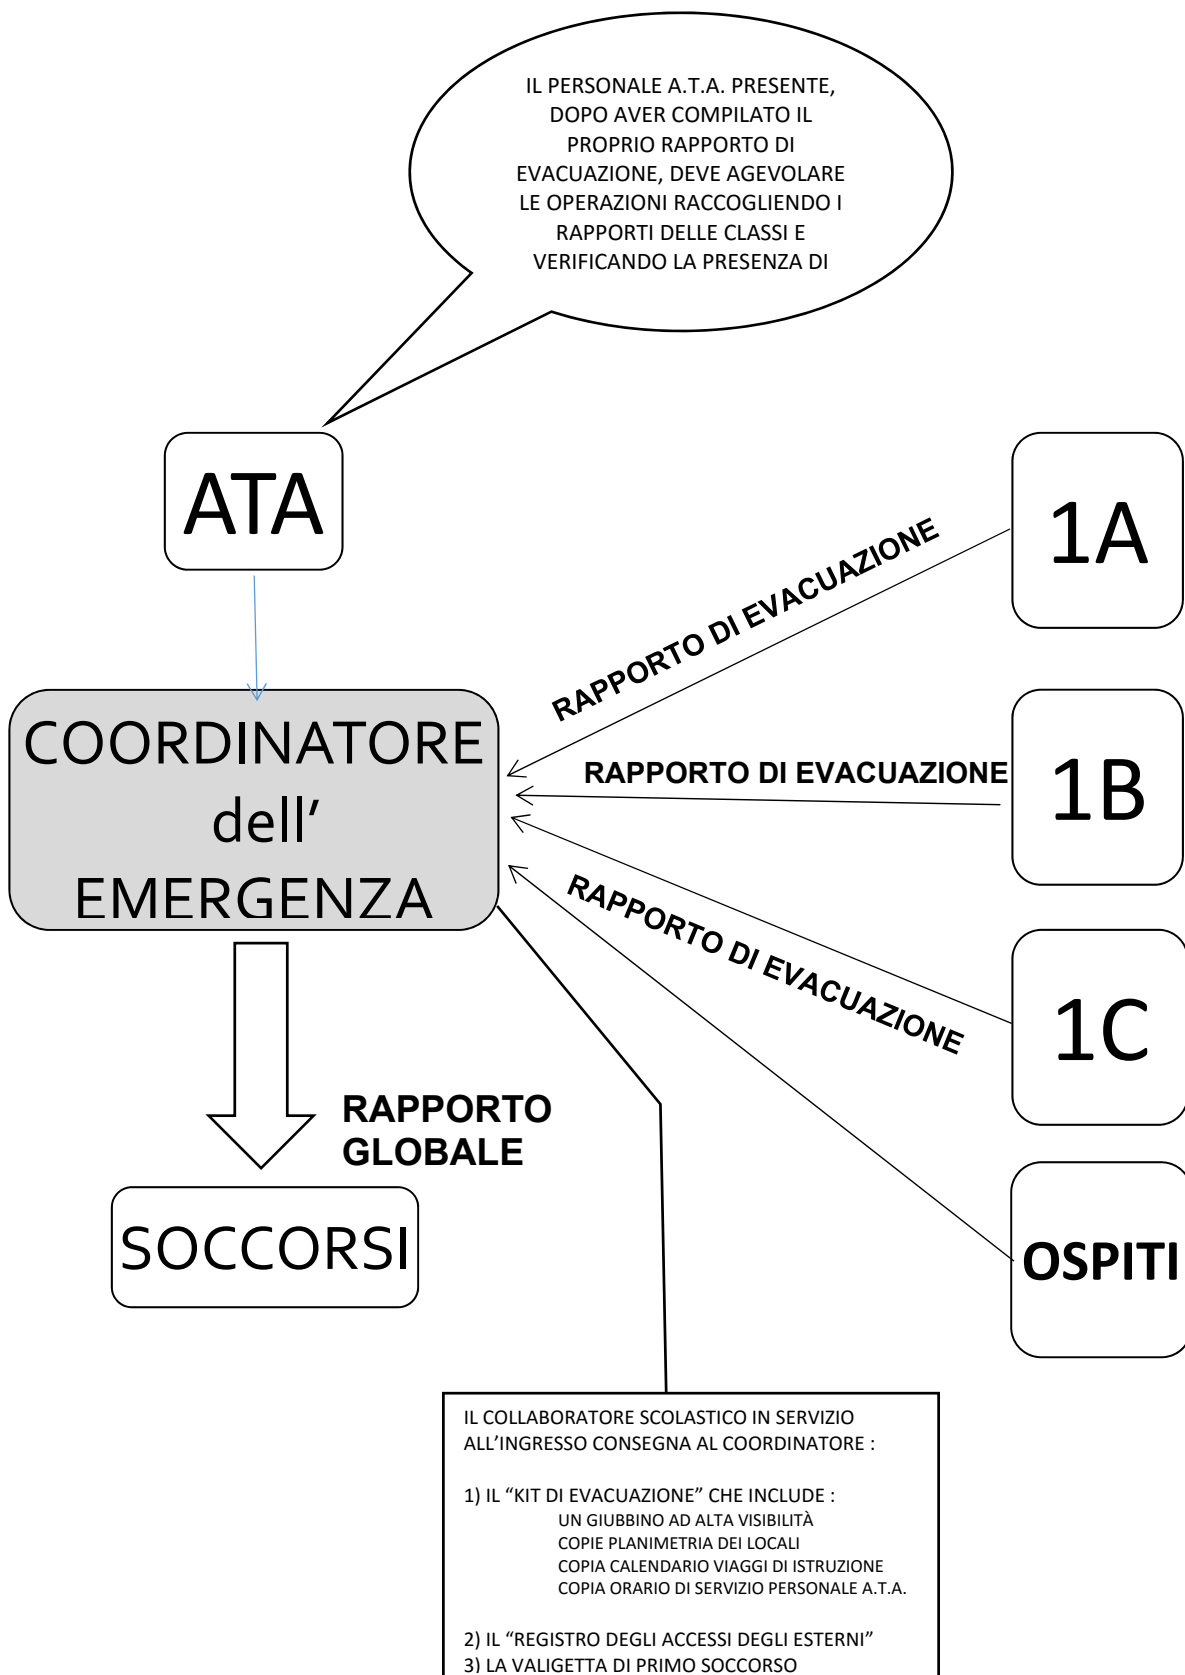 IL PERSONALE A.T.A. PRESENTE,
DOPO AVER COMPILATO IL
PROPRIO RAPPORTO DI
EVACUAZIONE, DEVE AGEVOLARE
LE OPERAZIONI RACCOGLIENDO I
RAPPORTI DELLE CLASSI E
VERIFICANDO LA PRESENZA DI
ATA
1A
RAPPORTO DI EVACUAZIONE
COORDINATORE
dell’
EMERGENZA
RAPPORTO DI EVACUAZIONE
1B
RAPPORTO DI EVACUAZIONE
1C
RAPPORTO
GLOBALE
SOCCORSI
OSPITI
IL COLLABORATORE SCOLASTICO IN SERVIZIO
ALL’INGRESSO CONSEGNA AL COORDINATORE :
1) IL “KIT DI EVACUAZIONE” CHE INCLUDE :
UN GIUBBINO AD ALTA VISIBILITÀ
COPIE PLANIMETRIA DEI LOCALI
COPIA CALENDARIO VIAGGI DI ISTRUZIONE
COPIA ORARIO DI SERVIZIO PERSONALE A.T.A.
2) IL “REGISTRO DEGLI ACCESSI DEGLI ESTERNI”
3) LA VALIGETTA DI PRIMO SOCCORSO